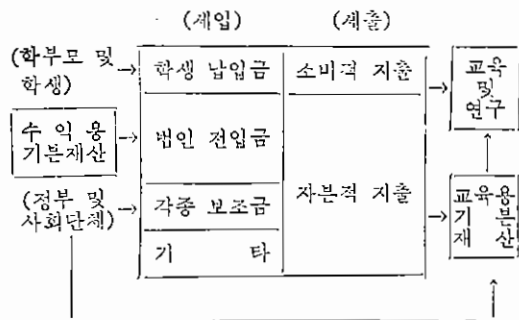 (세입) (세출)
(학부모 및 학생)
학생 납입금 소비적 지출 교육 및 연구
수익용 기본재산
법인 전입금
(정부 및 사회단체)
각종 보조금 자본적 지출 교육용 기본 재산
기 타